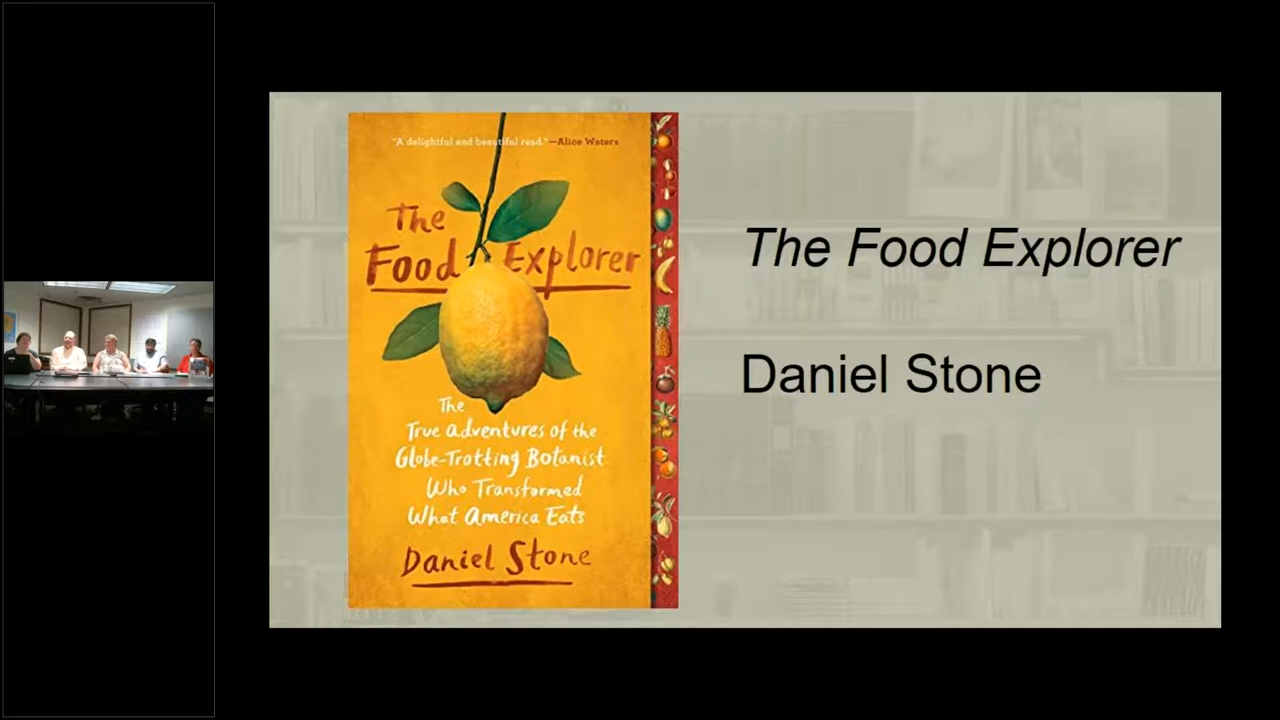 "A delightful and beautiful read."—Alice Waters
The
Food Explorer
The
True Adventures of the
Globe-Trotting Botanist
Who Transformed
What America Eats
Daniel Stone
The Food Explorer
Daniel Stone